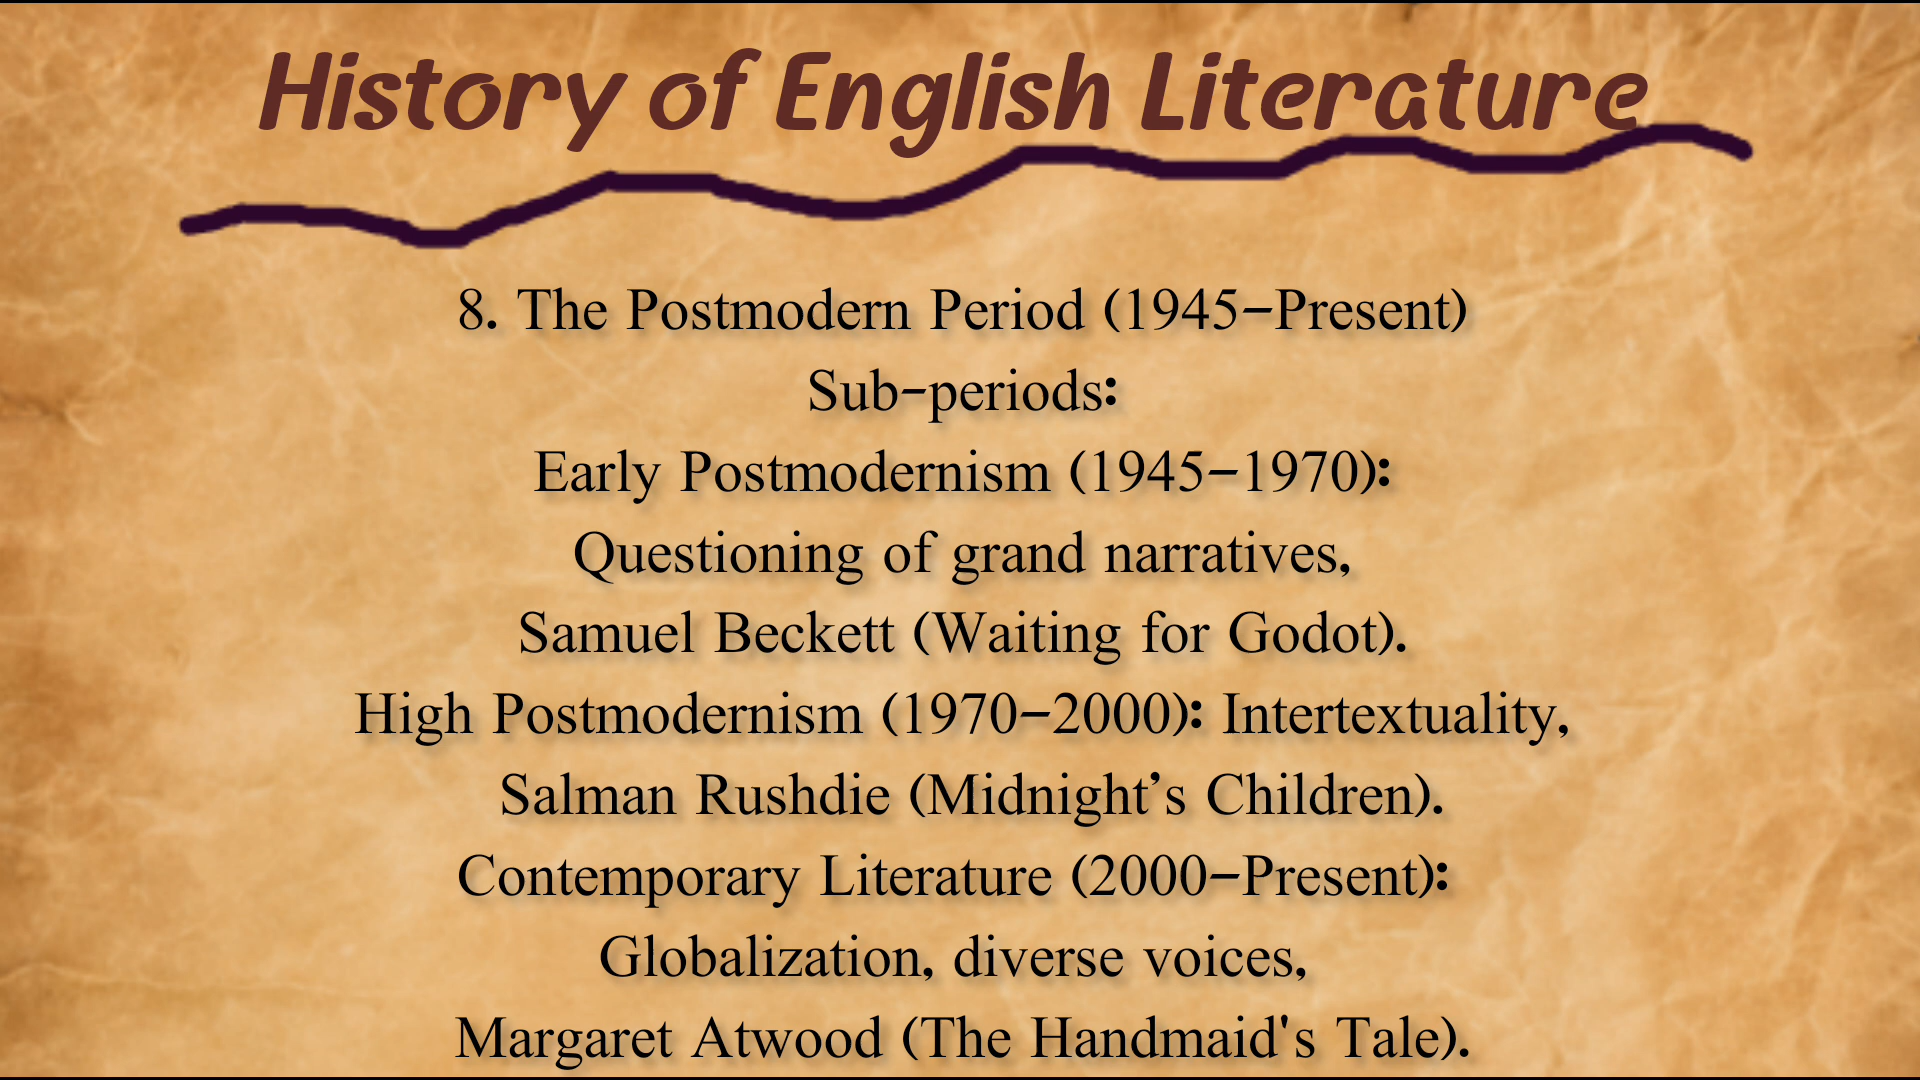 History of English Literature
8. The Postmodern Period (1945–Present)
Sub-periods:
Early Postmodernism (1945–1970):
Questioning of grand narratives,
Samuel Beckett (Waiting for Godot).
High Postmodernism (1970–2000): Intertextuality,
Salman Rushdie (Midnight’s Children).
Contemporary Literature (2000–Present):
Globalization, diverse voices,
Margaret Atwood (The Handmaid's Tale).